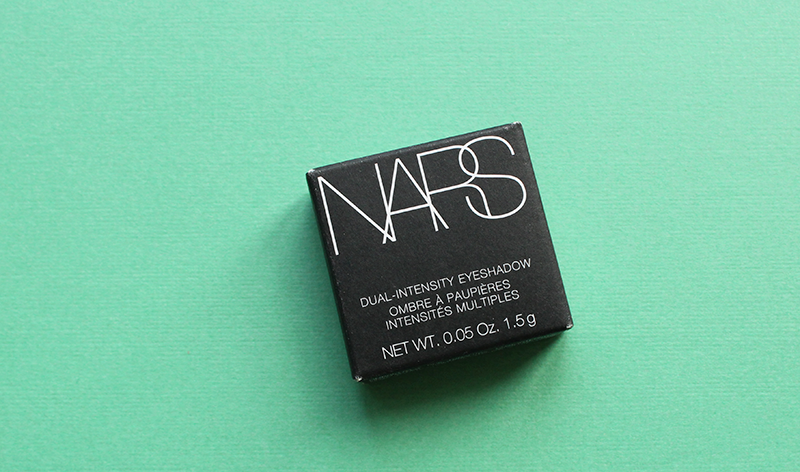 NARS
DUAL-INTENSITY EYESHADOW
OMBRE À PAUPIÈRES
INTENSITÉS MULTIPLES
NET WT. 0.05 Oz. 1.5 g